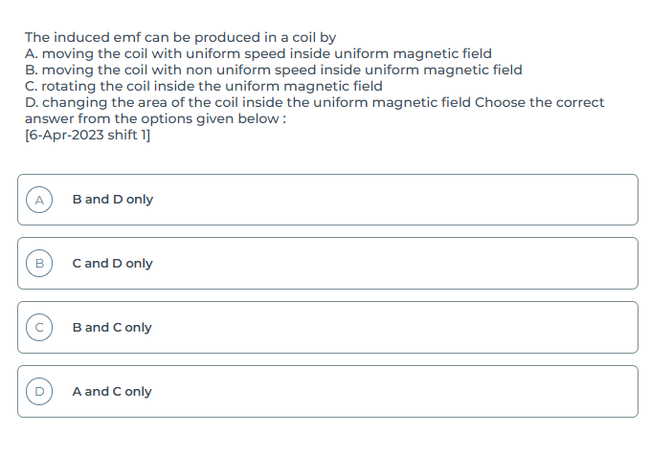 The induced emf can be produced in a coil by
A. moving the coil with uniform speed inside uniform magnetic field
B. moving the coil with non uniform speed inside uniform magnetic field
C. rotating the coil inside the uniform magnetic field
D. changing the area of the coil inside the uniform magnetic field Choose the correct
answer from the options given below :
[6-Apr-2023 shift 1]
A B and D only
B C and D only
C B and C only
D A and C only